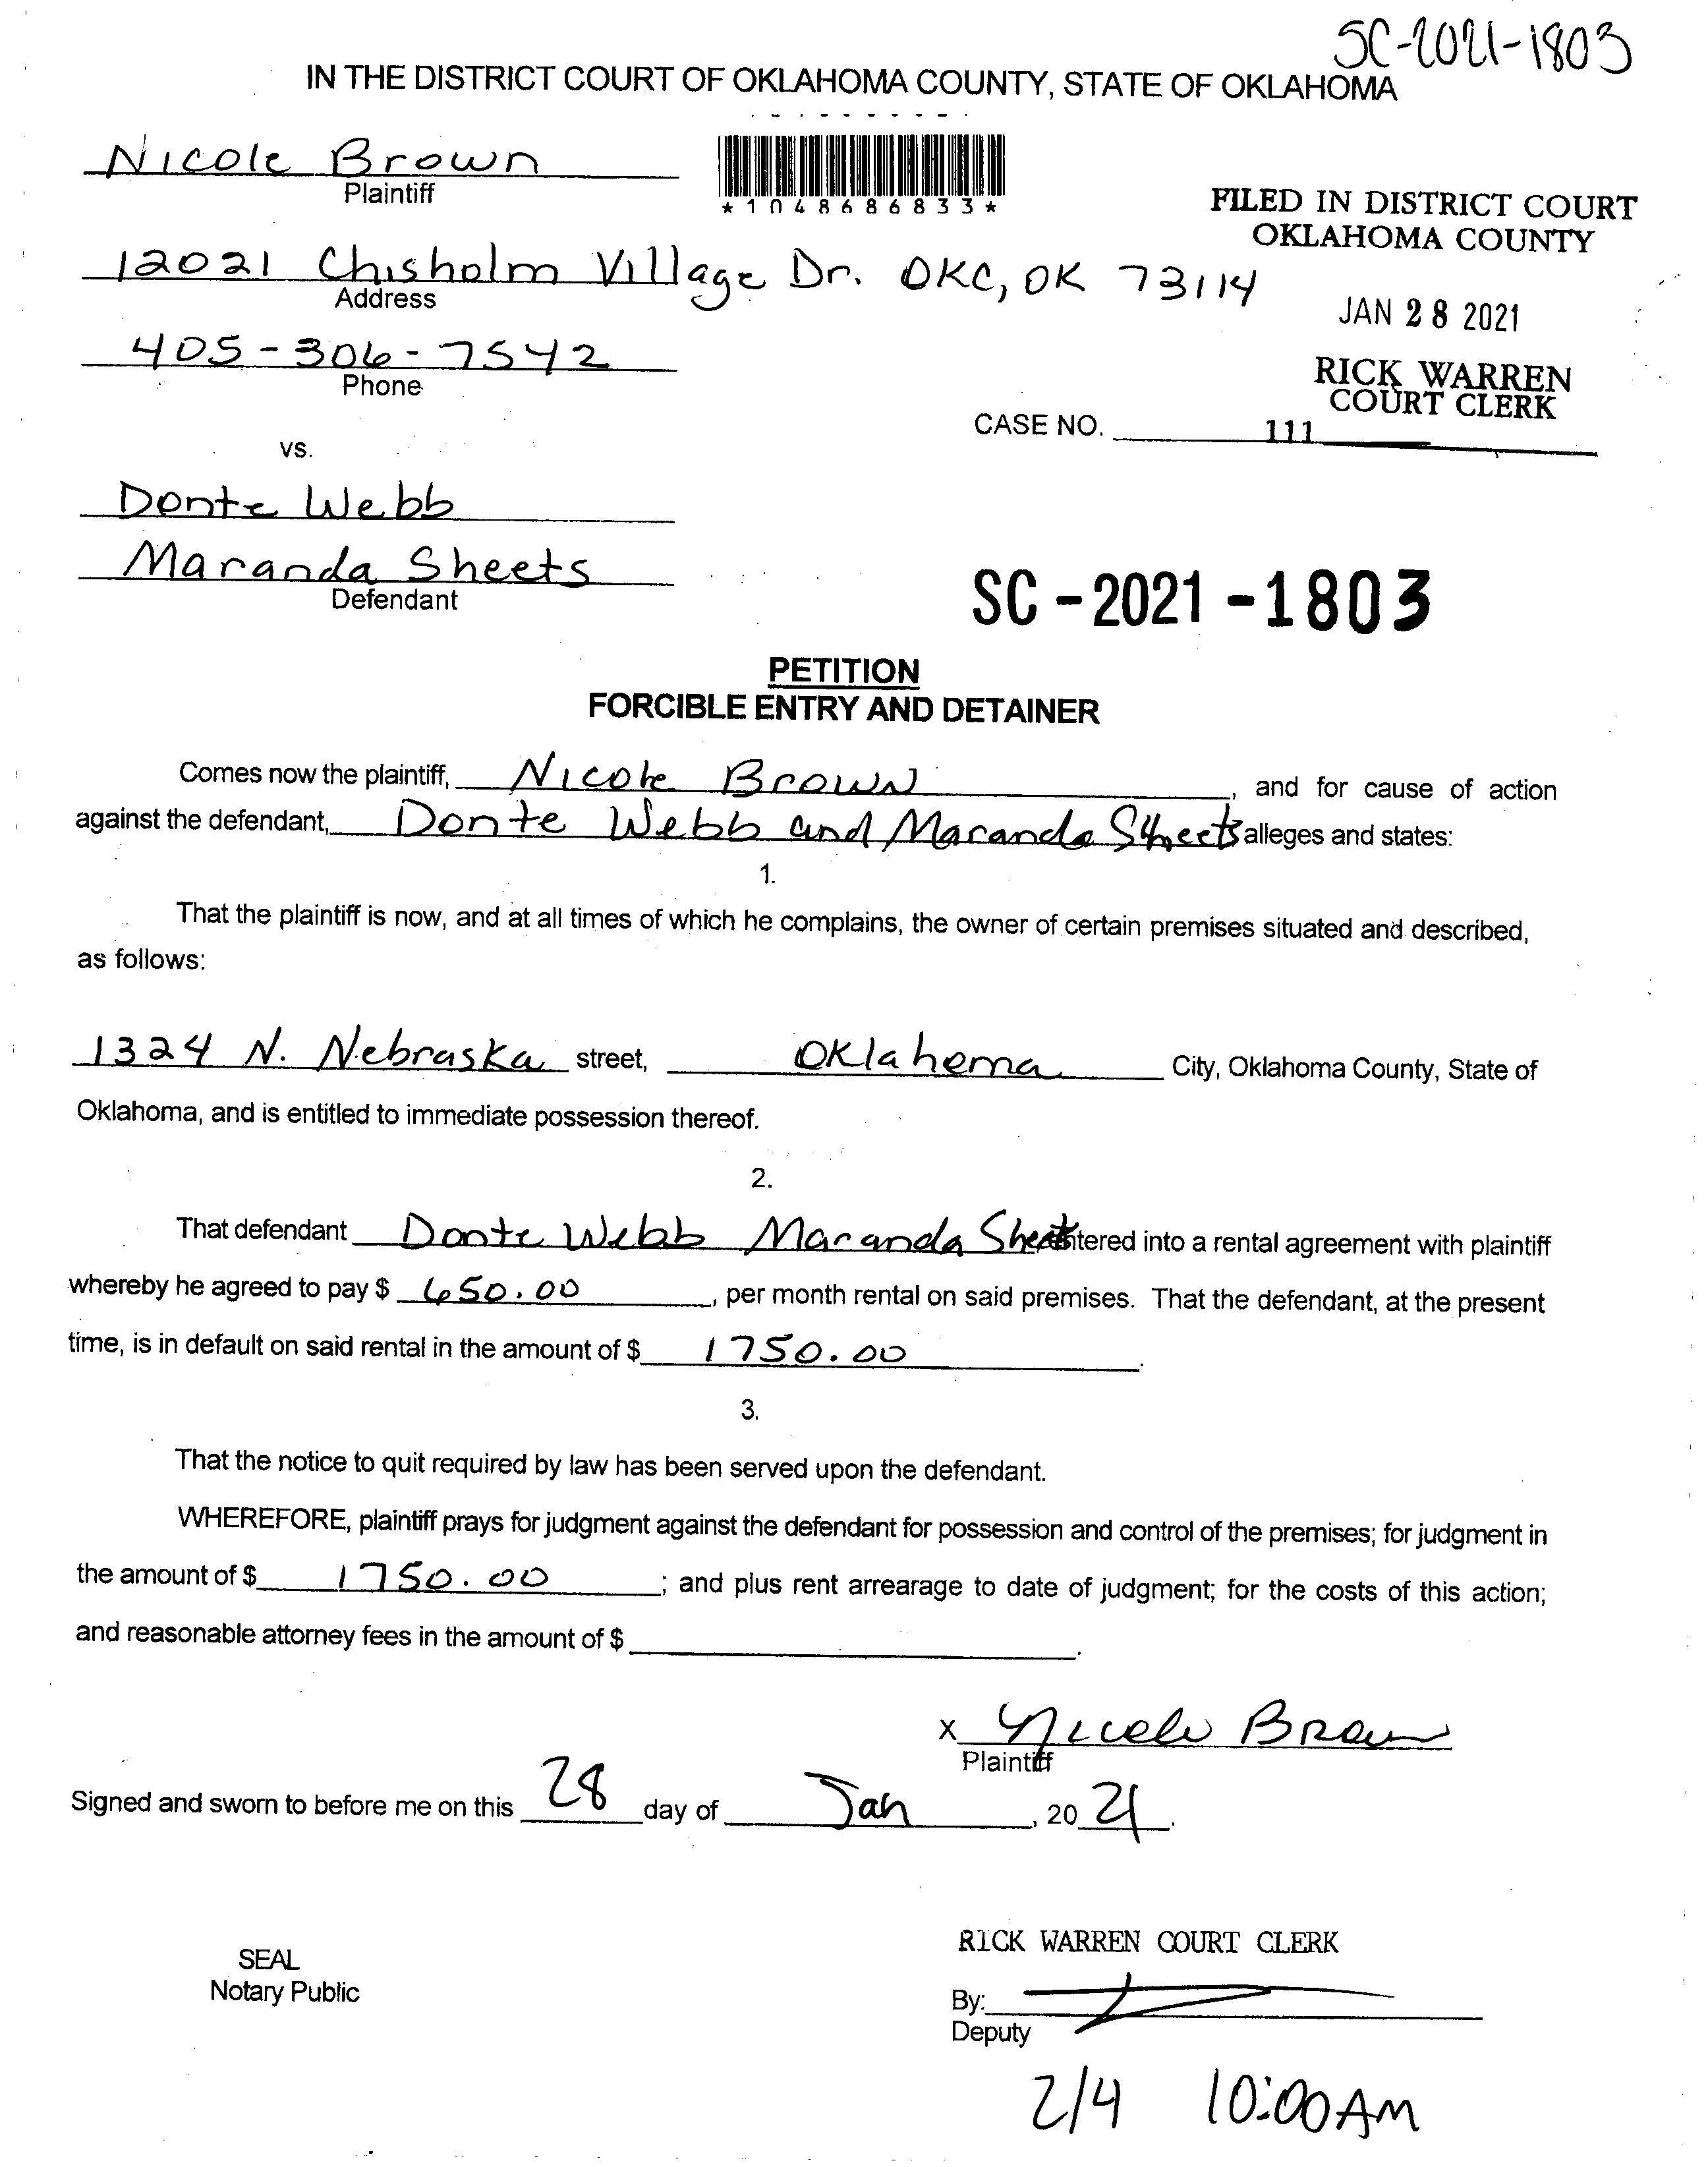 SC-2021-1803
IN THE DISTRICT COURT OF OKLAHOMA COUNTY, STATE OF OKLAHOMA
Nicole Brown
Plaintiff
*1048686833*
FILED IN DISTRICT COURT
OKLAHOMA COUNTY
12021 Chisholm Village Dr. OKC, OK 73114
Address
JAN 28 2021
405-306-7542
Phone
RICK WARREN
COURT CLERK
CASE NO. 111
vs.
Donte Webb
Maranda Sheets
Defendant
SC-2021-1803
PETITION
FORCIBLE ENTRY AND DETAINER
Comes now the plaintiff, Nicole Brown, and for cause of action
against the defendant, Donte Webb and Maranda Sheets alleges and states:
1.
That the plaintiff is now, and at all times of which he complains, the owner of certain premises situated and described,
as follows:
1324 N. Nebraska street, Oklahoma City, Oklahoma County, State of
Oklahoma, and is entitled to immediate possession thereof.
2.
That defendant Donte Webb Maranda Sheets entered into a rental agreement with plaintiff
whereby he agreed to pay $ 650.00, per month rental on said premises. That the defendant, at the present
time, is in default on said rental in the amount of $ 1750.00.
3.
That the notice to quit required by law has been served upon the defendant.
WHEREFORE, plaintiff prays for judgment against the defendant for possession and control of the premises; for judgment in
the amount of $ 1750.00; and plus rent arrearage to date of judgment; for the costs of this action;
and reasonable attorney fees in the amount of $ .
x Nicole Brown
Plaintiff
Signed and sworn to before me on this 28 day of Jan, 2021.
RICK WARREN COURT CLERK
SEAL
Notary Public
By:
Deputy
2/4 10:00AM